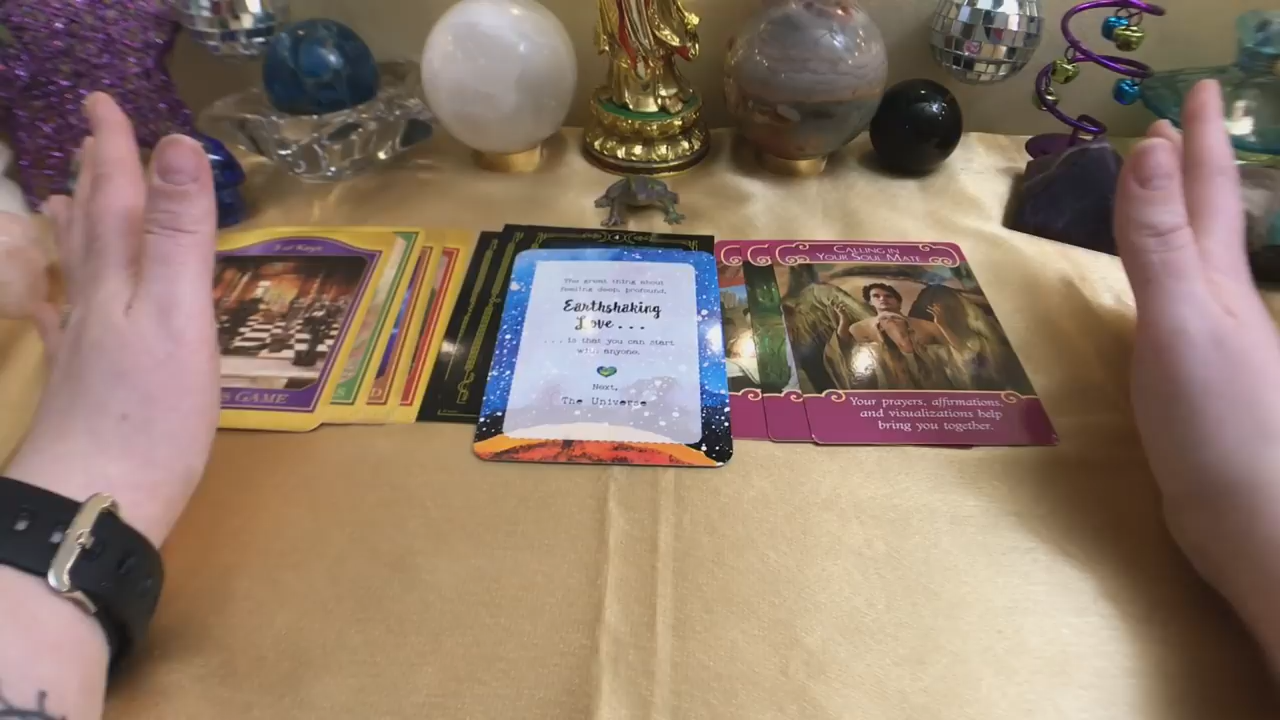 S GAME
The great thing about
feeling deep, profound,
Earthshaking
Love...
...is that you can start
with anyone.
Next,
The Universe
CALLING IN
YOUR SOUL MATE
Your prayers, affirmations,
and visualizations help
bring you together.